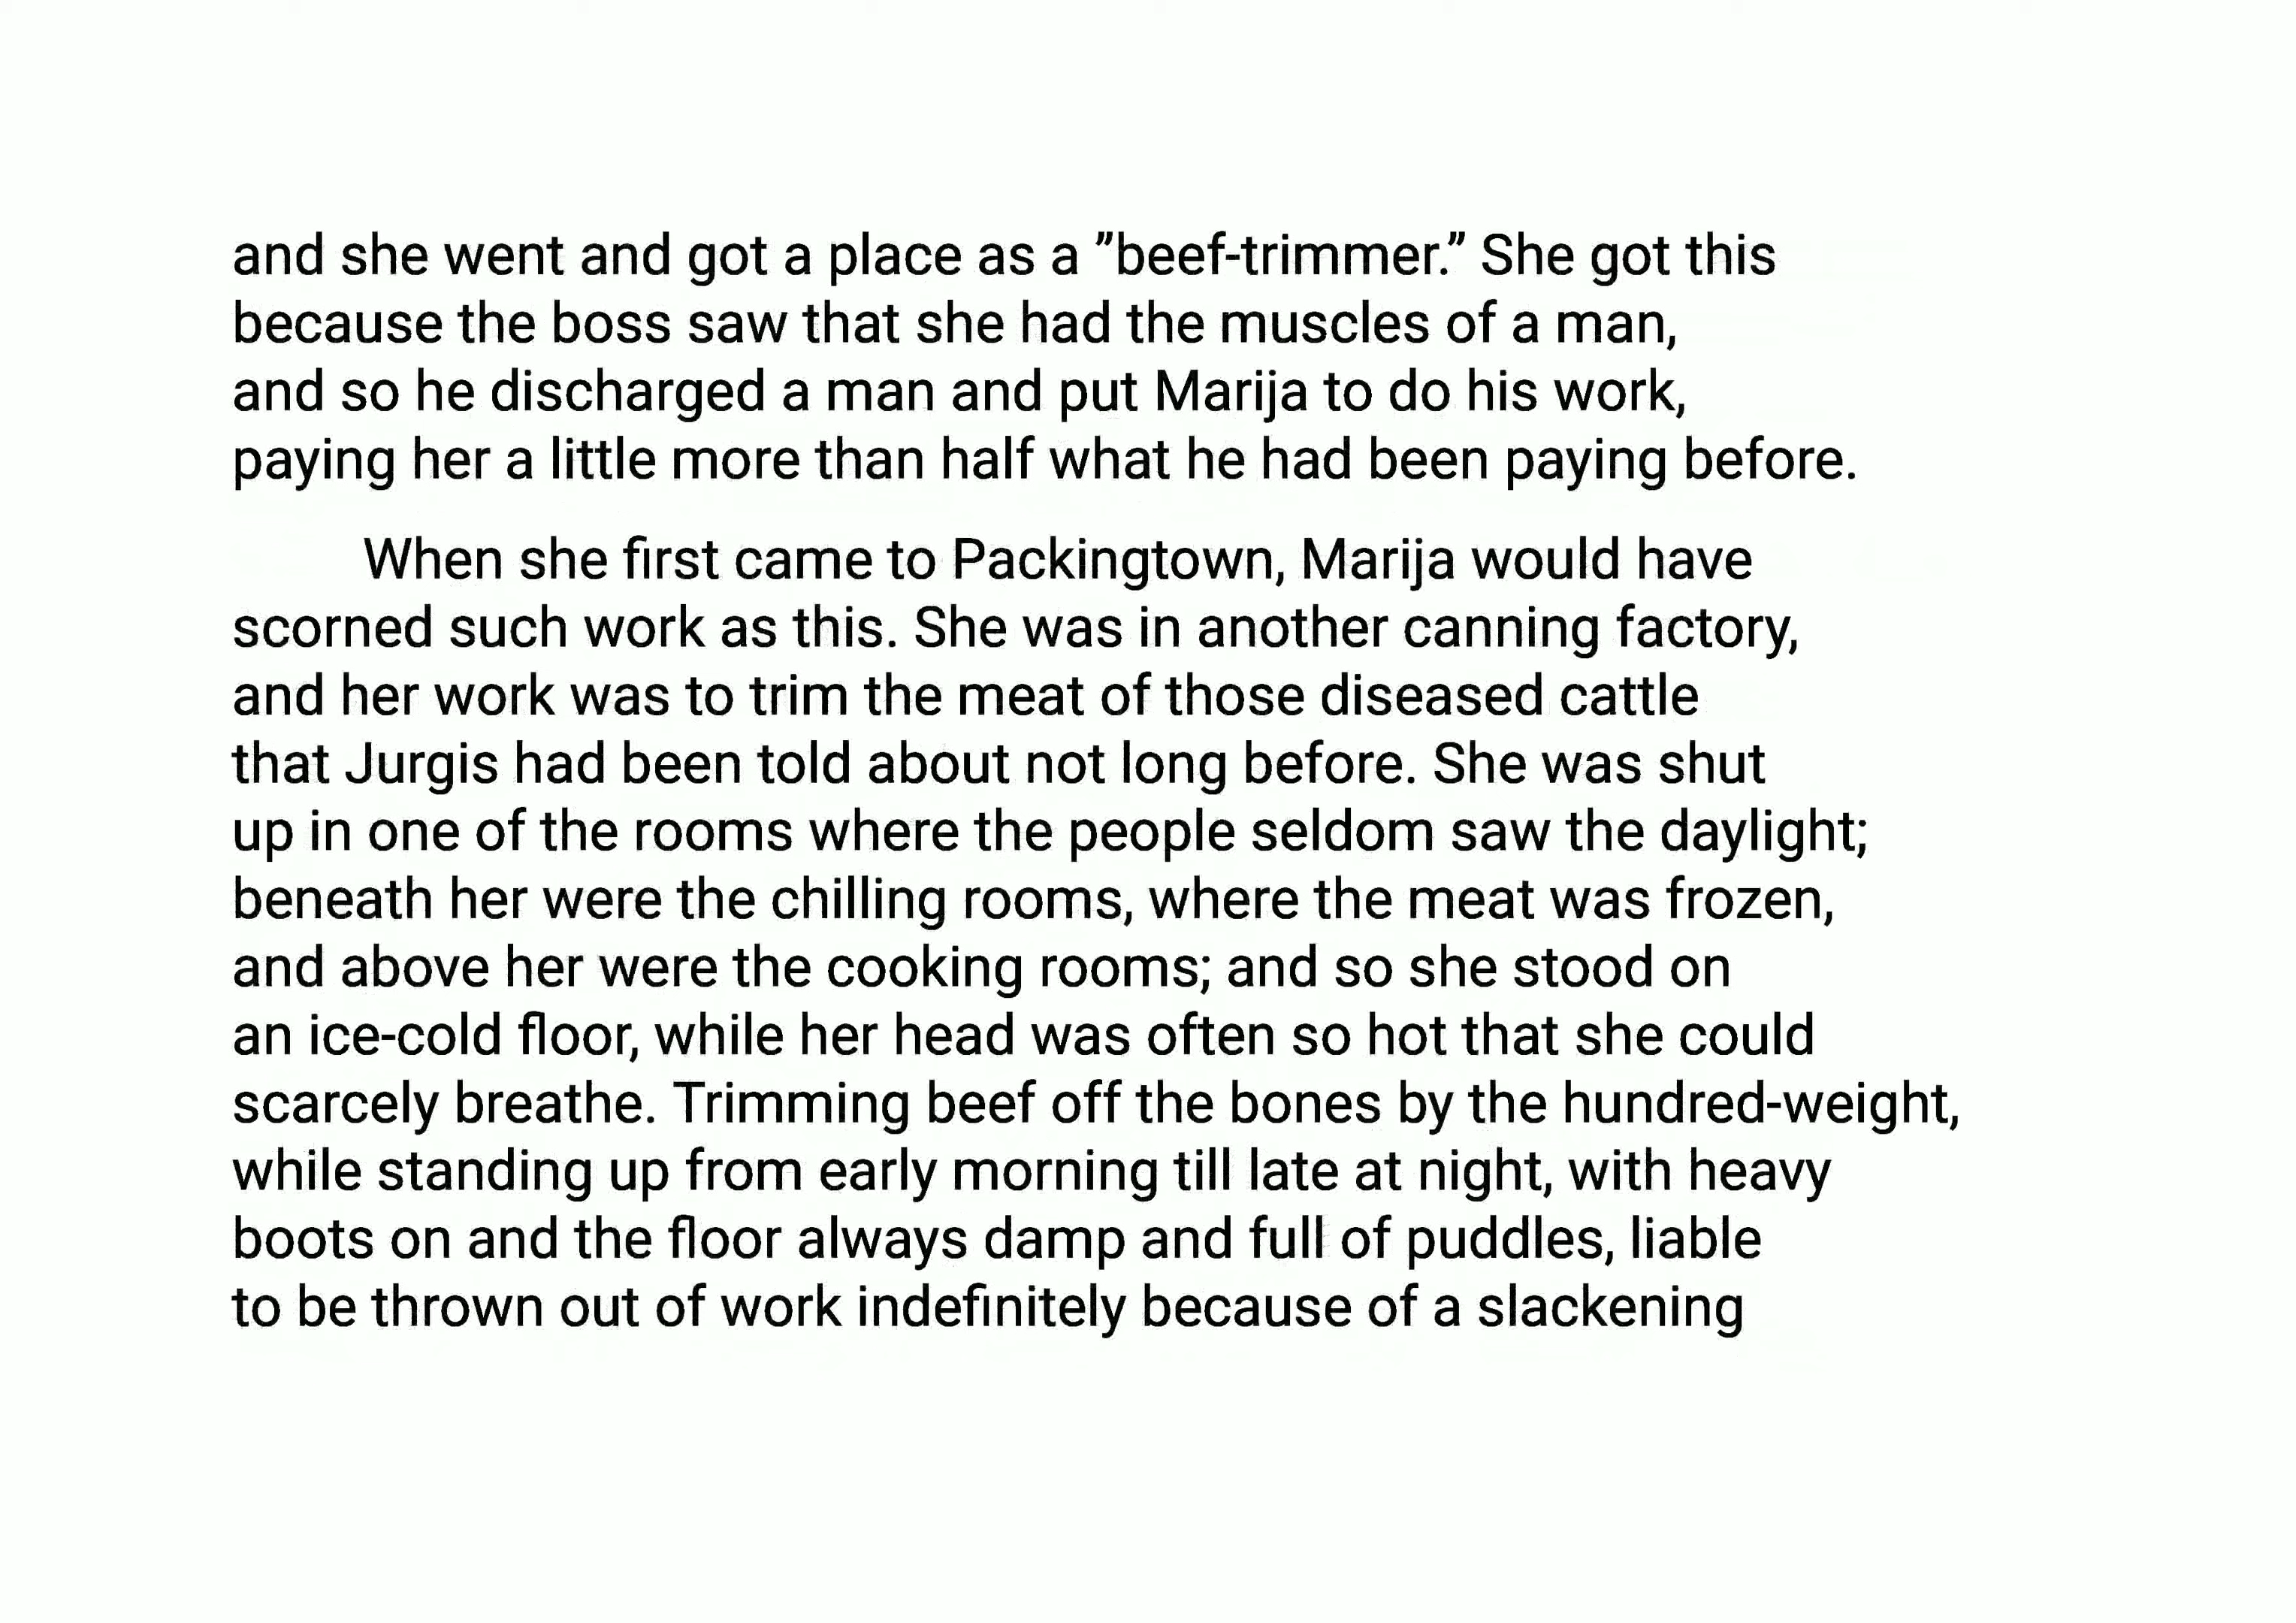 and she went and got a place as a ”beef-trimmer.” She got this
because the boss saw that she had the muscles of a man,
and so he discharged a man and put Marija to do his work,
paying her a little more than half what he had been paying before.
When she first came to Packingtown, Marija would have
scorned such work as this. She was in another canning factory,
and her work was to trim the meat of those diseased cattle
that Jurgis had been told about not long before. She was shut
up in one of the rooms where the people seldom saw the daylight;
beneath her were the chilling rooms, where the meat was frozen,
and above her were the cooking rooms; and so she stood on
an ice-cold floor, while her head was often so hot that she could
scarcely breathe. Trimming beef off the bones by the hundred-weight,
while standing up from early morning till late at night, with heavy
boots on and the floor always damp and full of puddles, liable
to be thrown out of work indefinitely because of a slackening